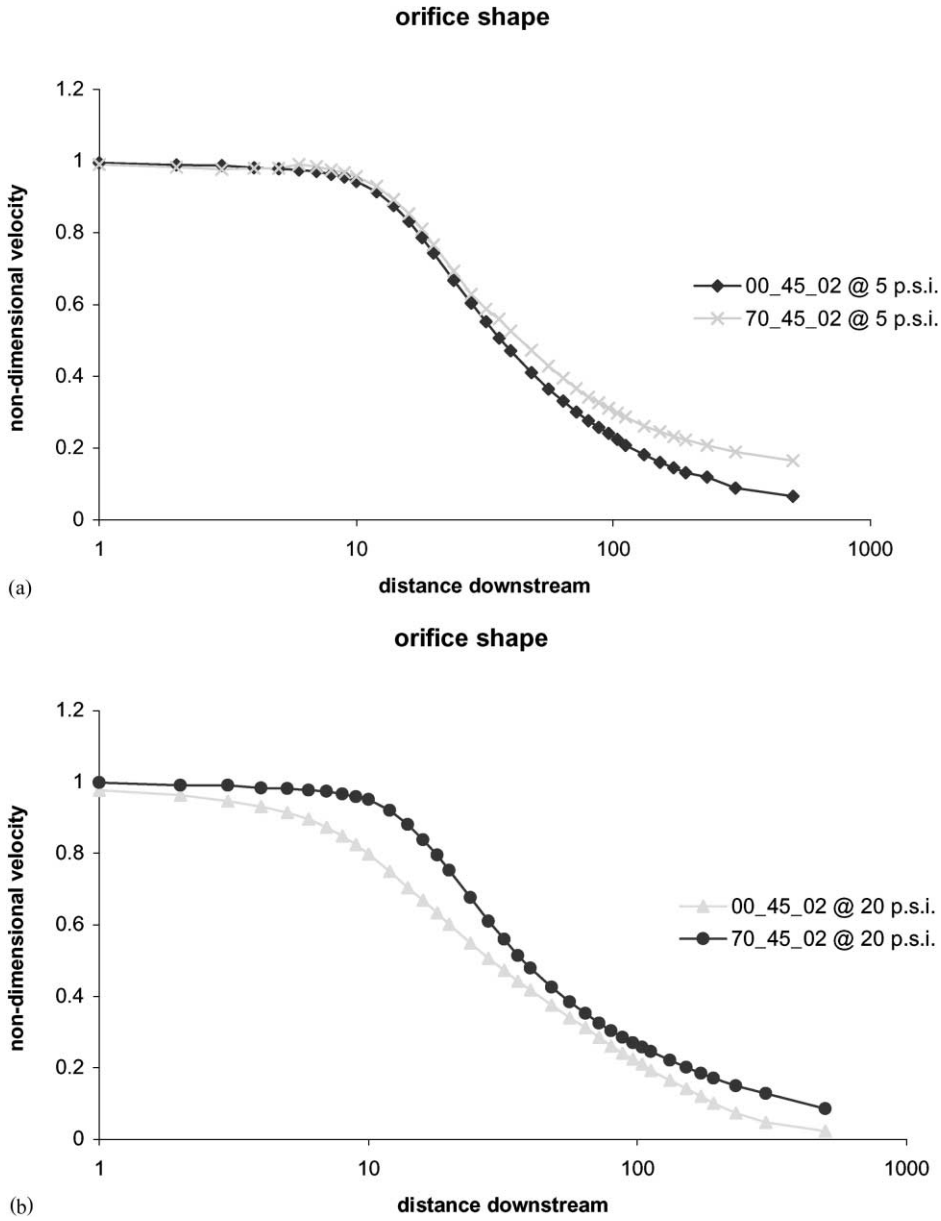 orifice shape
1.2
1
0.8
0.6
0.4
0.2
0
non-dimensional velocity
00_45_02 @ 5 p.s.i.
70_45_02 @ 5 p.s.i.
1 10 100 1000
distance downstream
(a)
orifice shape
1.2
1
0.8
0.6
0.4
0.2
0
non-dimensional velocity
00_45_02 @ 20 p.s.i.
70_45_02 @ 20 p.s.i.
1 10 100 1000
distance downstream
(b)